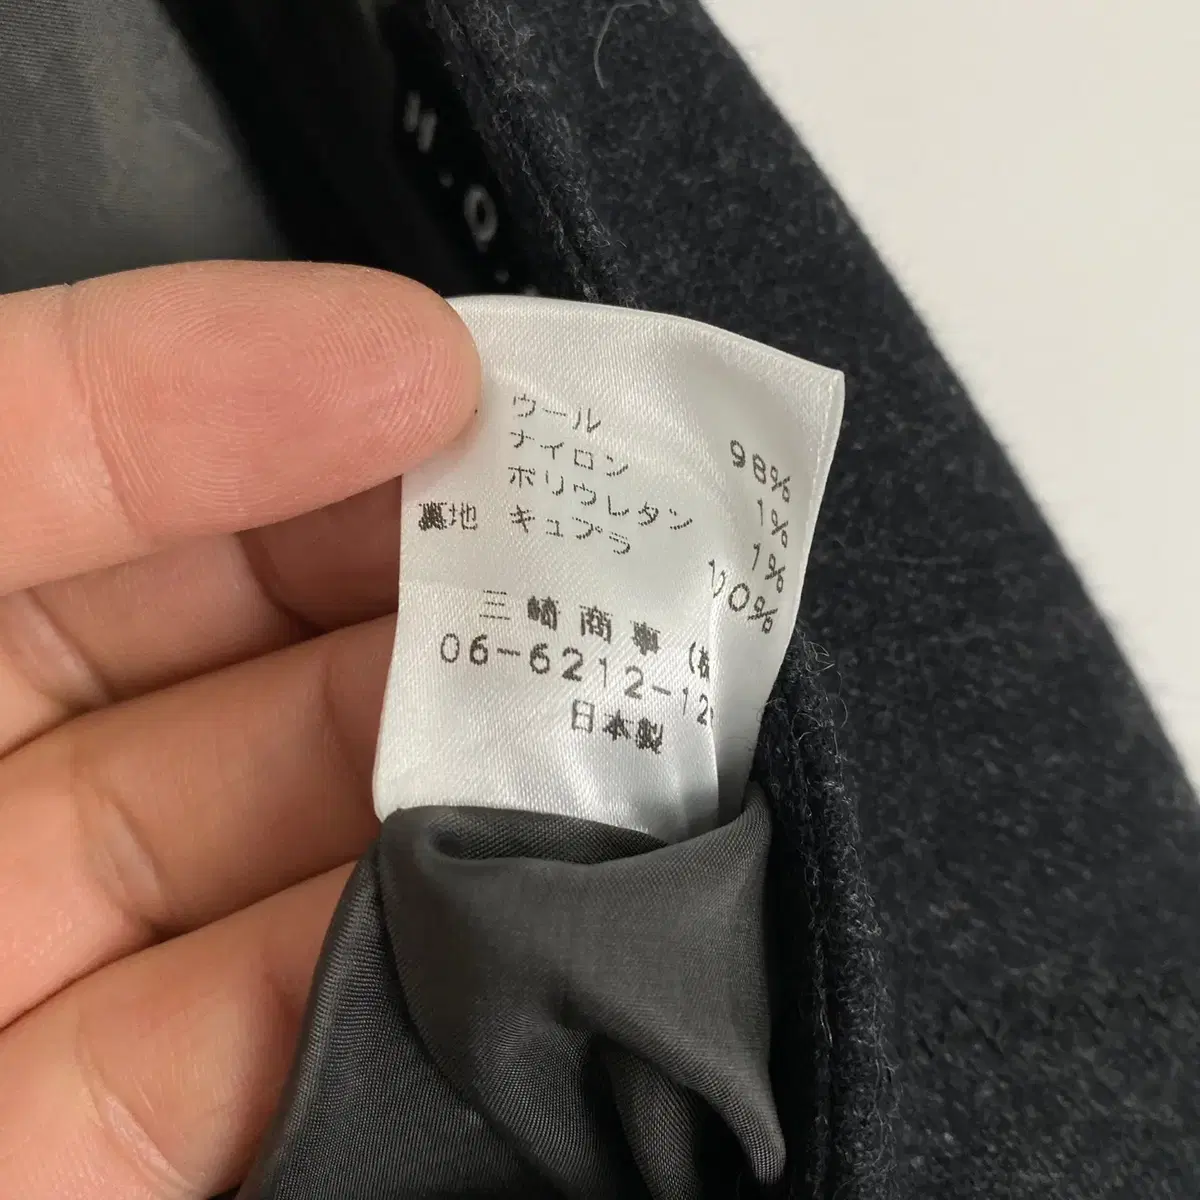 H.Q.
ウール 98%
ナイロン 1%
ポリウレタン 1%
裏地 キュプラ 100%
三崎商事(株
06-6212-12
日本製